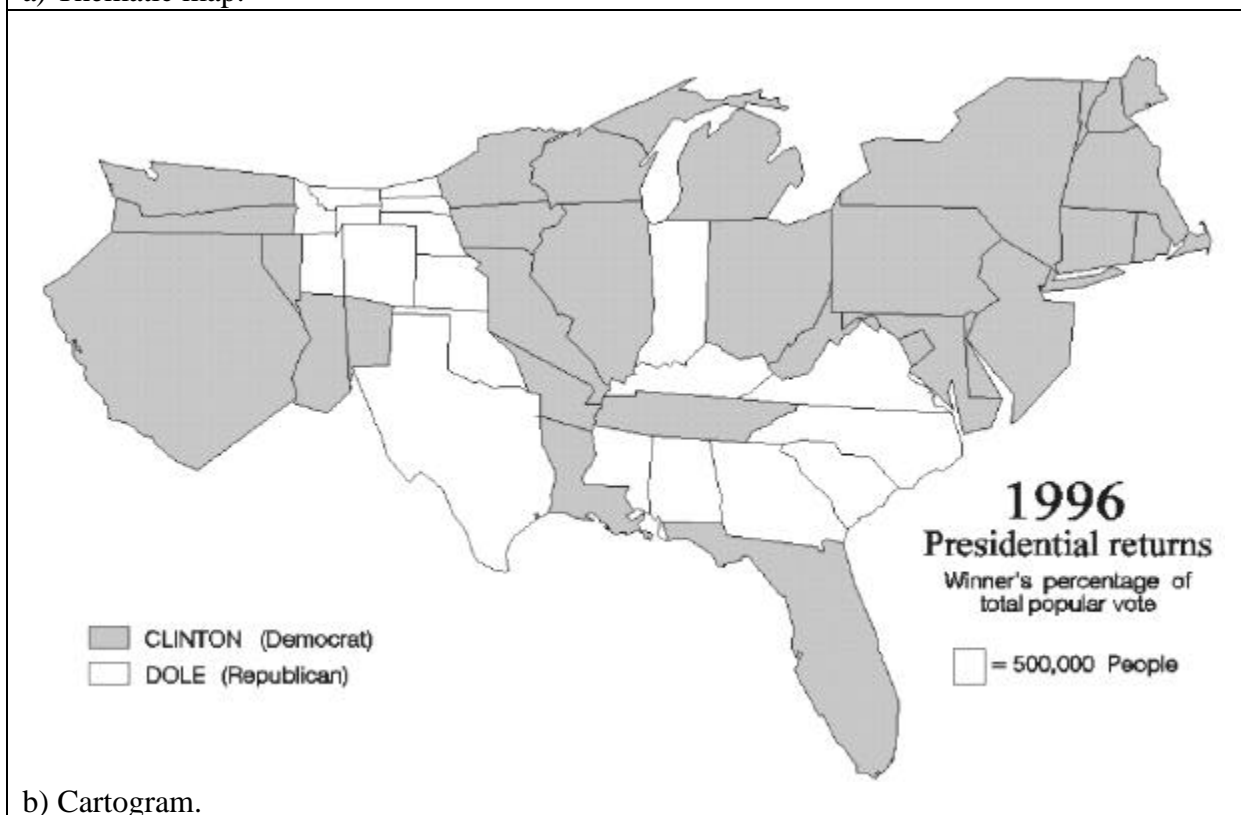 a) Thematic map.
1996
Presidential returns
Winner's percentage of
total popular vote
CLINTON (Democrat)
DOLE (Republican)
= 500,000 People
b) Cartogram.